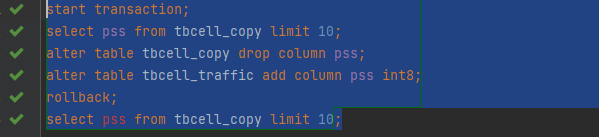 start transaction;
select pss from tbcell_copy limit 10;
alter table tbcell_copy drop column pss;
alter table tbcell_traffic add column pss int8;
rollback;
select pss from tbcell_copy limit 10;